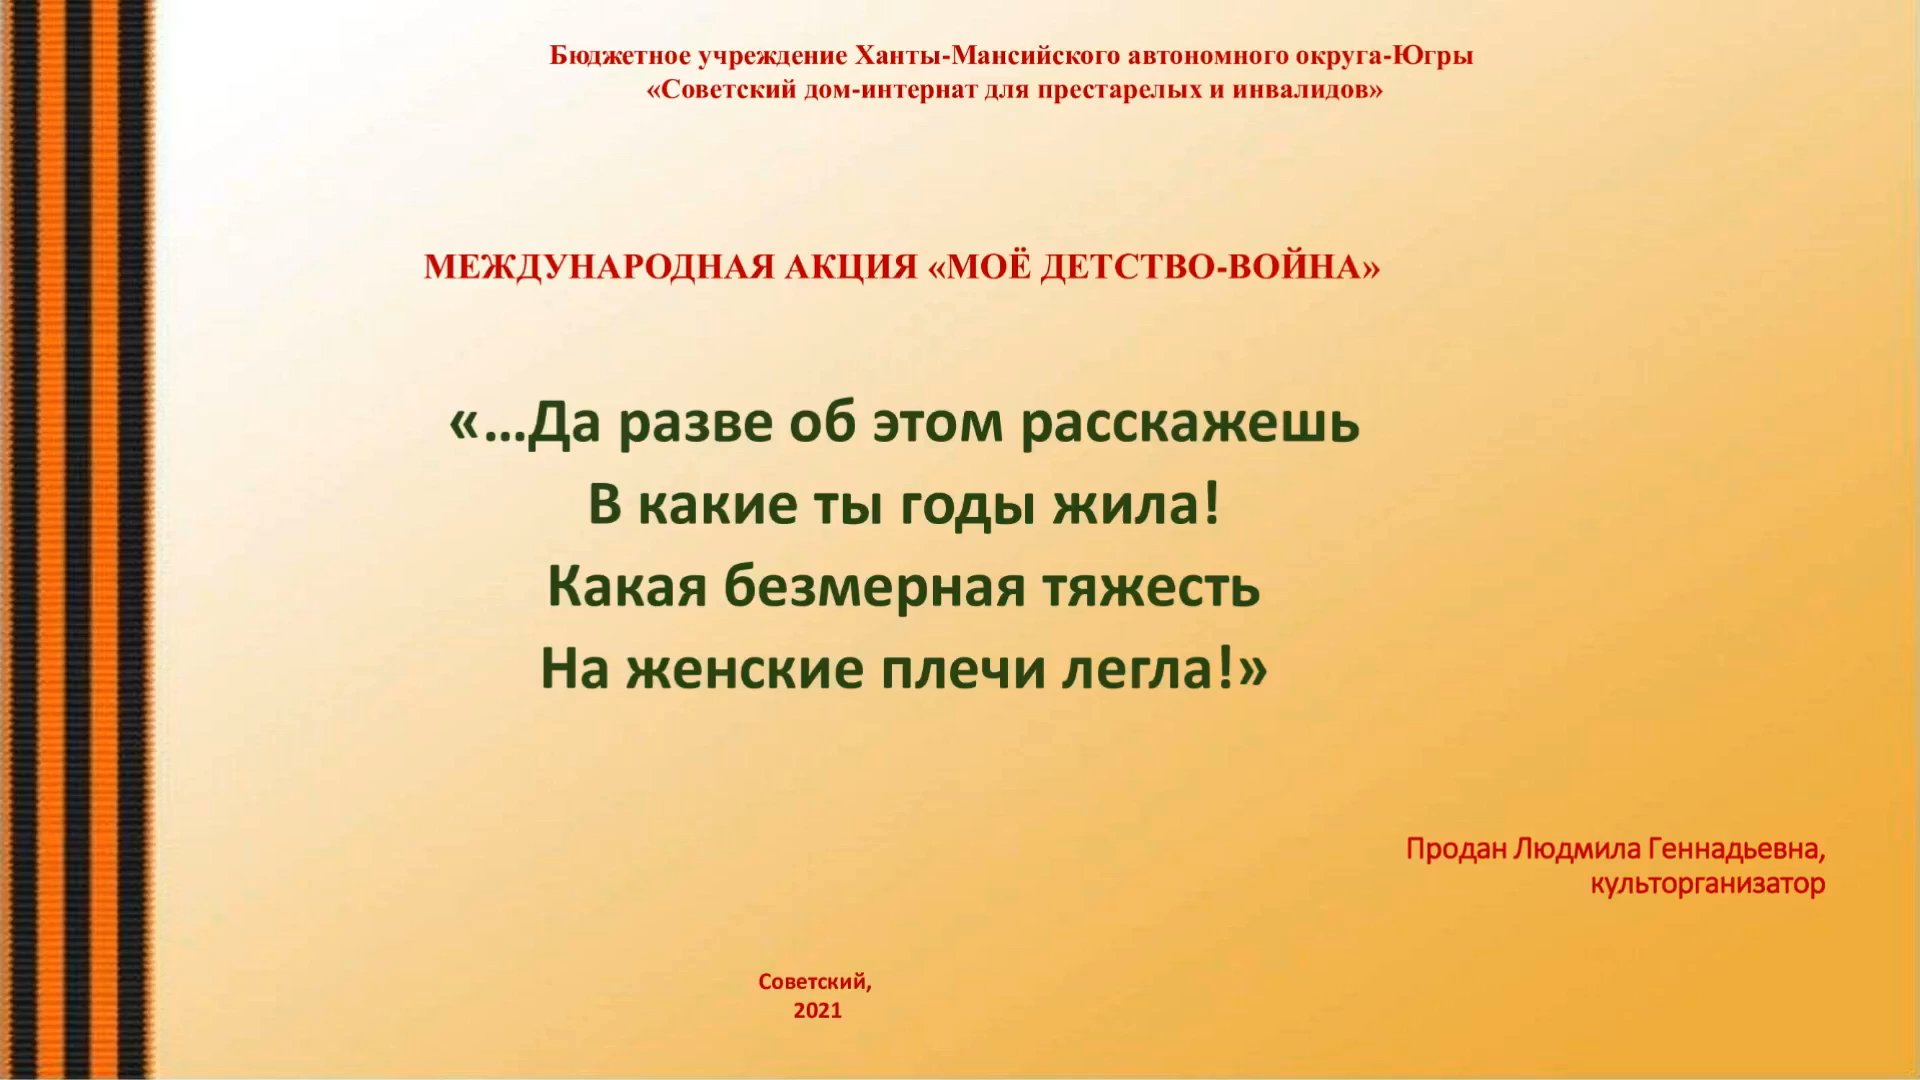 Бюджетное учреждение Ханты-Мансийского автономного округа-Югры
«Советский дом-интернат для престарелых и инвалидов»
МЕЖДУНАРОДНАЯ АКЦИЯ «МОЁ ДЕТСТВО-ВОЙНА»
«…Да разве об этом расскажешь
В какие ты годы жила!
Какая безмерная тяжесть
На женские плечи легла!»
Продан Людмила Геннадьевна,
культорганизатор
Советский,
2021